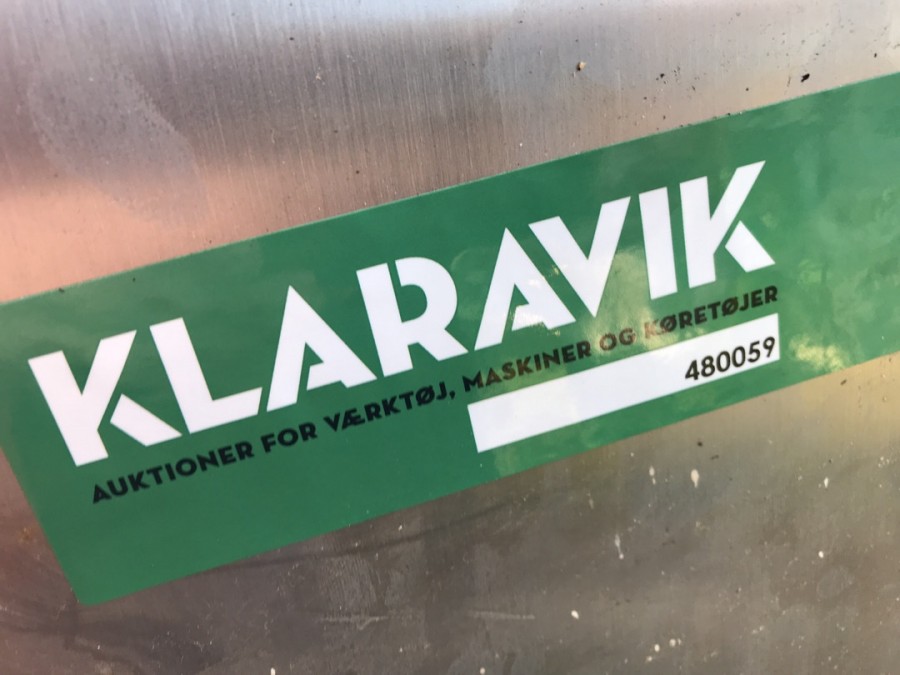 KLARAVIK
AUKTIONER FOR VÆRKTØJ, MASKINER OG KØRETØJER
480059